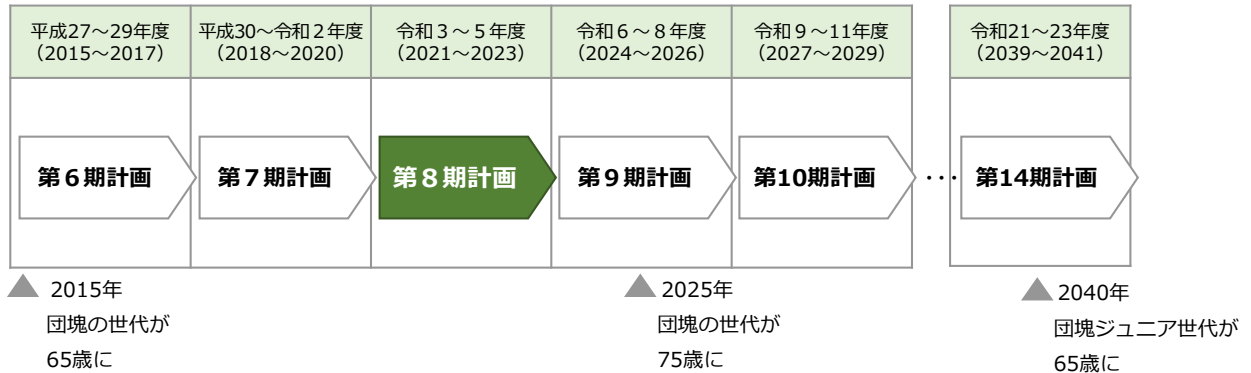 平成27～29年度
（2015～2017）
平成30～令和２年度
（2018～2020）
令和３～５年度
（2021～2023）
令和６～８年度
（2024～2026）
令和９～11年度
（2027～2029）
令和21～23年度
（2039～2041）
第６期計画
第７期計画
第８期計画
第９期計画
第10期計画
・・・
第14期計画
2015年
団塊の世代が
65歳に
2025年
団塊の世代が
75歳に
2040年
団塊ジュニア世代が
65歳に